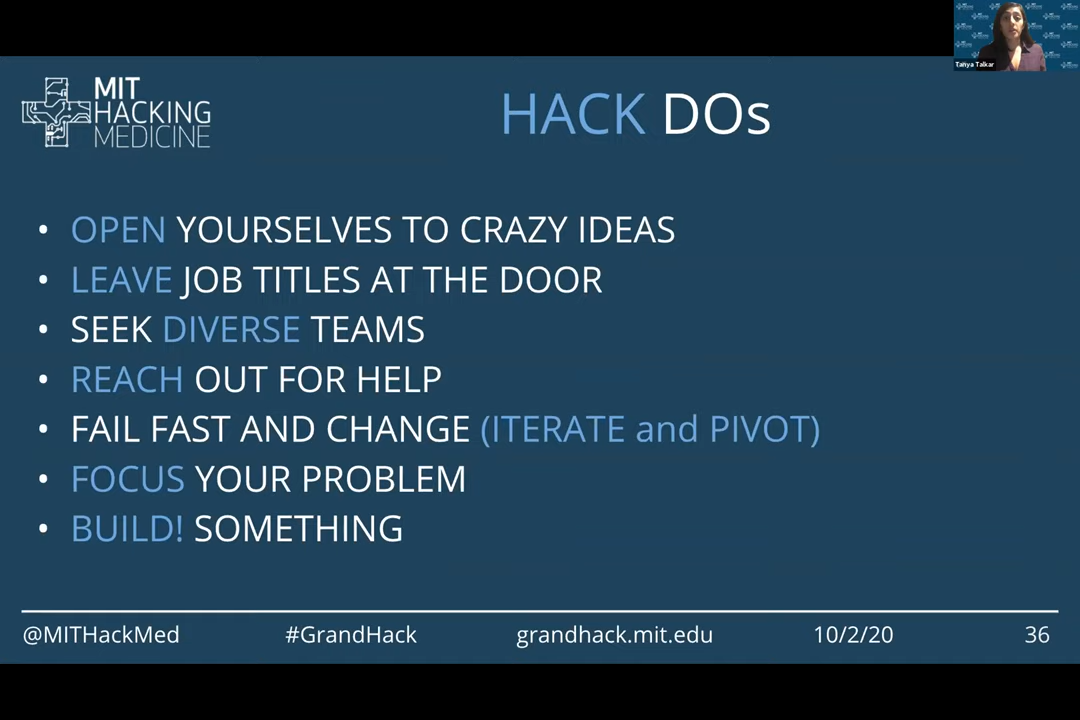 Tanya Talkar
MIT
HACKING
MEDICINE
HACK DOs
• OPEN YOURSELVES TO CRAZY IDEAS
• LEAVE JOB TITLES AT THE DOOR
• SEEK DIVERSE TEAMS
• REACH OUT FOR HELP
• FAIL FAST AND CHANGE (ITERATE and PIVOT)
• FOCUS YOUR PROBLEM
• BUILD! SOMETHING
@MITHackMed #GrandHack grandhack.mit.edu 10/2/20 36